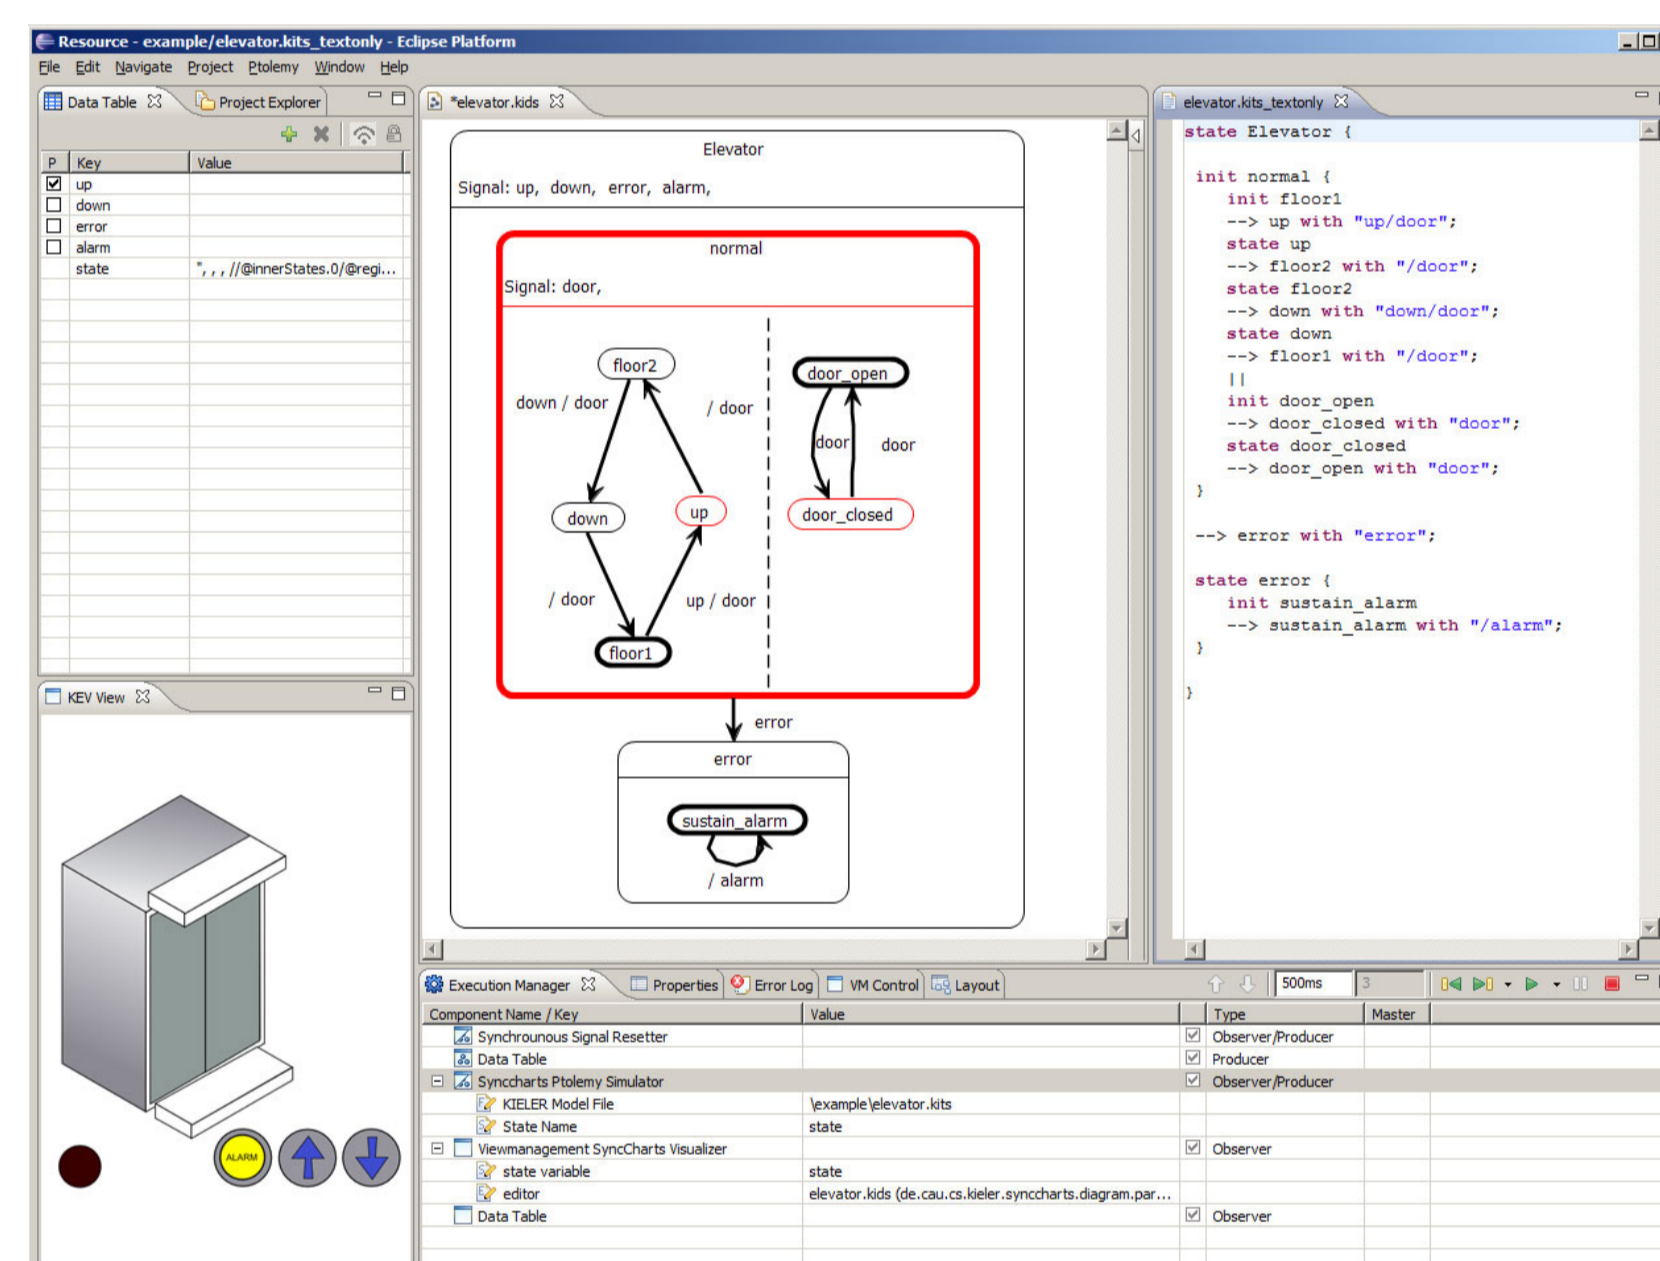 Resource - example/elevator.kits_textonly - Eclipse Platform
File Edit Navigate Project Ptolemy Window Help
Data Table
Project Explorer
P Key Value
up
down
error
alarm
state ", , , //@innerStates.0/@regi...
*elevator.kids
Elevator
Signal: up, down, error, alarm,
normal
Signal: door,
floor2
down / door
/ door
down
up
/ door
up / door
floor1
door_open
door
door
door_closed
error
error
sustain_alarm
/ alarm
elevator.kits_textonly
state Elevator {
init normal {
init floor1
--> up with "up/door";
state up
--> floor2 with "/door";
state floor2
--> down with "down/door";
state down
--> floor1 with "/door";
||
init door_open
--> door_closed with "door";
state door_closed
--> door_open with "door";
}
--> error with "error";
state error {
init sustain_alarm
--> sustain_alarm with "/alarm";
}
}
KEV View
ALARM
Execution Manager Properties Error Log VM Control Layout 500ms 3
Component Name / Key Value Type Master
Synchrounous Signal Resetter Observer/Producer
Data Table Producer
Synccharts Ptolemy Simulator Observer/Producer
KIELER Model File \example\elevator.kits
State Name state
Viewmanagement SyncCharts Visualizer Observer
state variable state
editor elevator.kids (de.cau.cs.kieler.synccharts.diagram.par...
Data Table Observer